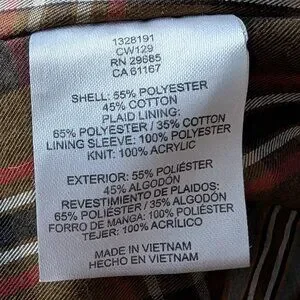 1328191
CW129
RN 29685
CA 61167
SHELL: 55% POLYESTER
45% COTTON
PLAID LINING:
65% POLYESTER / 35% COTTON
LINING SLEEVE: 100% POLYESTER
KNIT: 100% ACRYLIC
EXTERIOR: 55% POLIÉSTER
45% ALGODÓN
REVESTIMENTO DE PLAIDOS:
65% POLIÉSTER / 35% ALGODÓN
FORRO DE MANGA: 100% POLIÉSTER
TEJER: 100% ACRÍLICO
MADE IN VIETNAM
HECHO EN VIETNAM